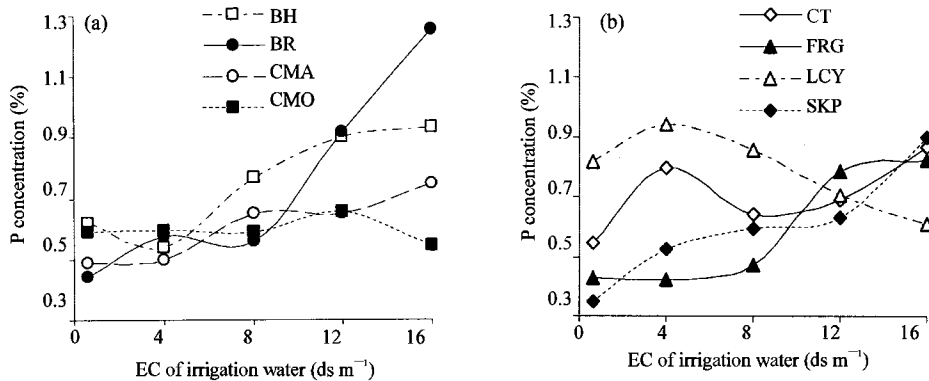 (a)
BH
BR
CMA
CMO
P concentration (%)
1.3
1.1
0.9
0.7
0.5
0.3
0
4
8
12
16
EC of irrigation water (ds m⁻¹)
(b)
CT
FRG
LCY
SKP
P concentration (%)
1.3
1.1
0.9
0.7
0.5
0.3
0
4
8
12
16
EC of irrigation water (ds m⁻¹)